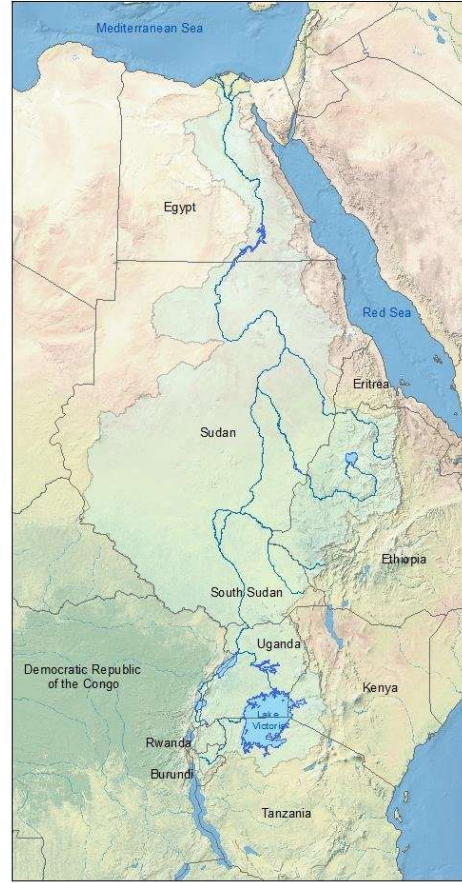 Mediterranean Sea
Egypt
Red Sea
Eritrea
Sudan
Ethiopia
South Sudan
Uganda
Democratic Republic
of the Congo
Kenya
Lake
Victoria
Rwanda
Burundi
Tanzania